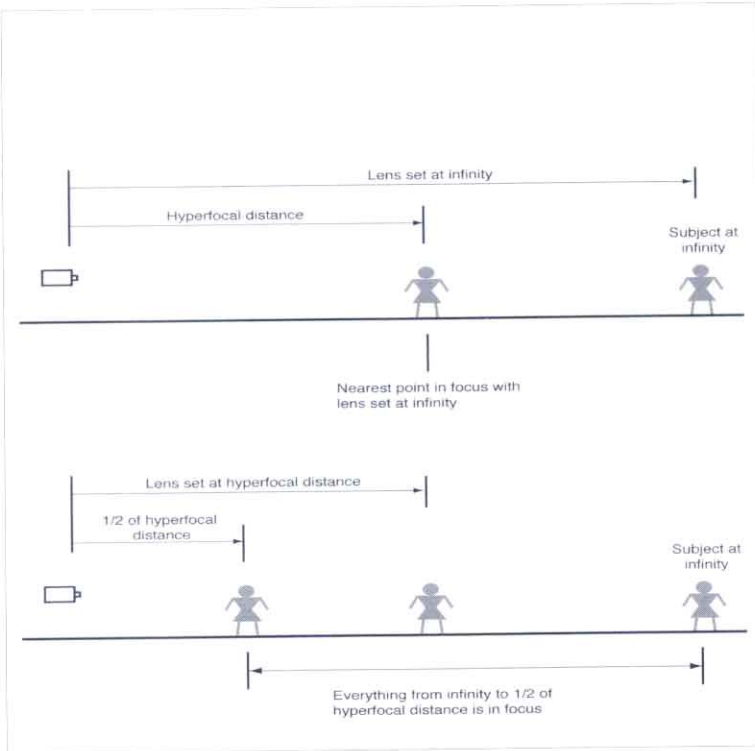 Lens set at infinity
Hyperfocal distance
Subject at
infinity
Nearest point in focus with
lens set at infinity
Lens set at hyperfocal distance
1/2 of hyperfocal
distance
Subject at
infinity
Everything from infinity to 1/2 of
hyperfocal distance is in focus